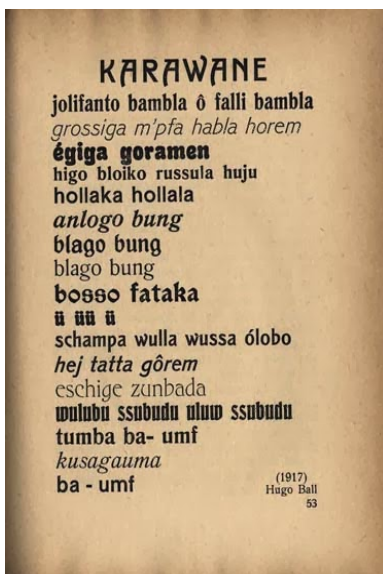 KARAWANE
jolifanto bambla ô falli bambla
grossiga m'pfa habla horem
égiga goramen
higo bloiko russula huju
hollaka hollala
anlogo bung
blago bung
blago bung
bosso fataka
ü üü ü
schampa wulla wussa ólobo
hej tatta gôrem
eschige zunbada
wulubu ssubudu uluw ssubudu
tumba ba- umf
kusagauma
ba - umf
(1917)
Hugo Ball
53